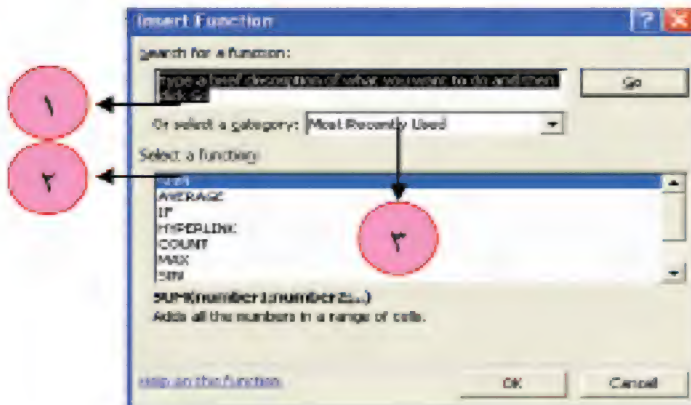 Insert Function
Search for a function:
Type a brief description of what you want to do and then
click Go
Go
١
Or select a category: Most Recently Used
Select a function:
٢
SUM
AVERAGE
IF
HYPERLINK
COUNT
MAX
SIN
٣
SUM(number1;number2;...)
Adds all the numbers in a range of cells.
Help on this function
OK
Cancel